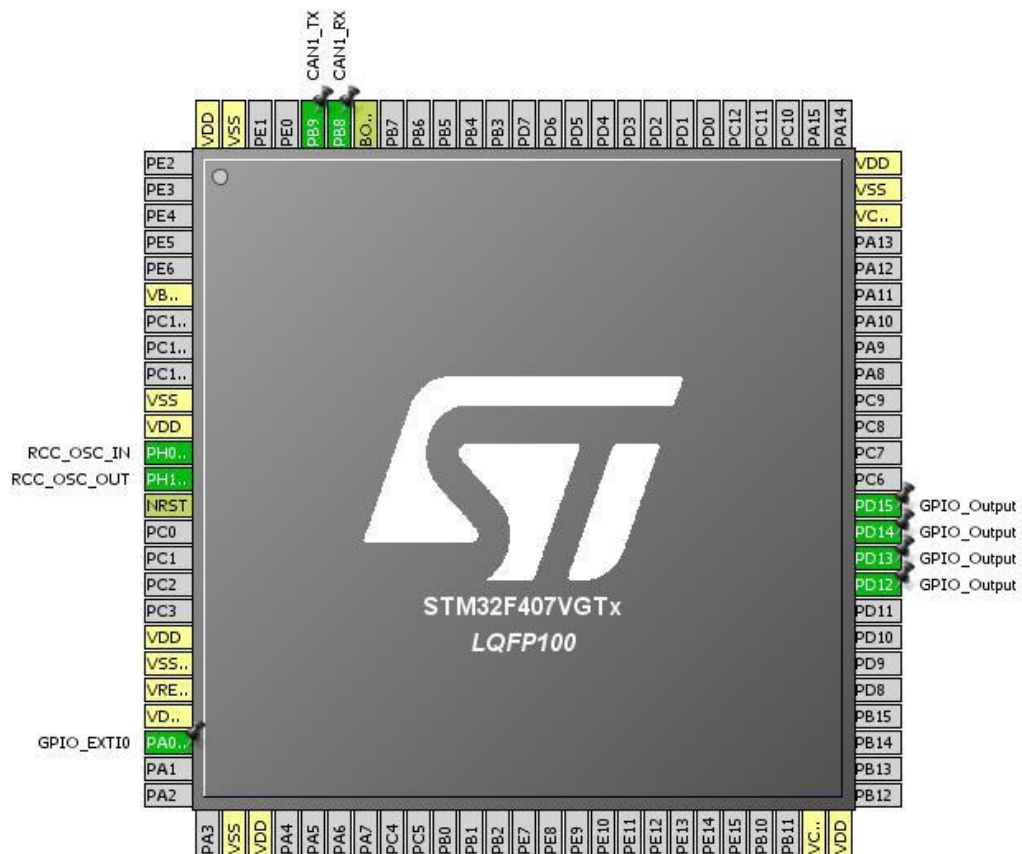 CAN1_TX
CAN1_RX
VDD
VSS
PE1
PE0
PB9
PB8
BO..
PB7
PB6
PB5
PB4
PB3
PD7
PD6
PD5
PD4
PD3
PD2
PD1
PD0
PC12
PC11
PC10
PA15
PA14
PE2
PE3
PE4
PE5
PE6
VB..
PC1..
PC1..
PC1..
VSS
VDD
RCC_OSC_IN PH0..
RCC_OSC_OUT PH1..
NRST
PC0
PC1
PC2
PC3
VDD
VSS..
VRE..
VD..
GPIO_EXTI0 PA0..
PA1
PA2
VDD
VSS
VC..
PA13
PA12
PA11
PA10
PA9
PA8
PC9
PC8
PC7
PC6
PD15 GPIO_Output
PD14 GPIO_Output
PD13 GPIO_Output
PD12 GPIO_Output
PD11
PD10
PD9
PD8
PB15
PB14
PB13
PB12
ST
STM32F407VGTx
LQFP100
PA3
VSS
VDD
PA4
PA5
PA6
PA7
PC4
PC5
PB0
PB1
PB2
PE7
PE8
PE9
PE10
PE11
PE12
PE13
PE14
PE15
PB10
PB11
VC..
VDD